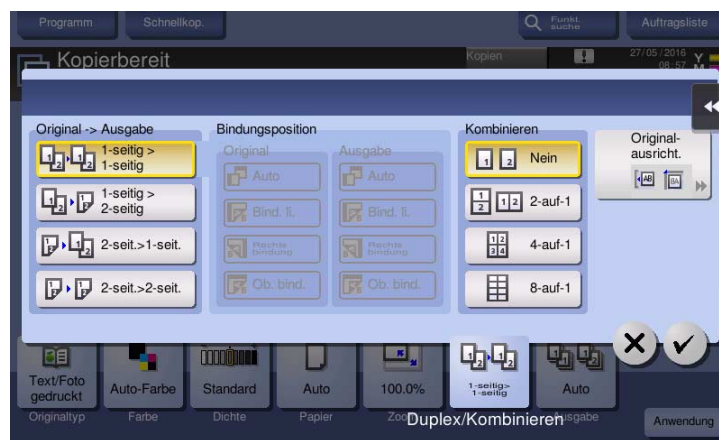 Programm
Schnellkop.
Funkt.
suche
Auftragsliste
Kopierbereit
Kopien
27/05/2016
08:57
Y
M
Original -> Ausgabe
Bindungsposition
Kombinieren
Original-
ausricht.
1-seitig >
1-seitig
Original
Ausgabe
Nein
Auto
Auto
1-seitig >
2-seitig
Bind. li.
Bind. li.
2-auf-1
2-seit.>1-seit.
Rechte
bindung
Rechte
bindung
4-auf-1
2-seit.>2-seit.
Ob. bind.
Ob. bind.
8-auf-1
Text/Foto
gedruckt
Auto-Farbe
Standard
Auto
100.0%
1-seitig>
1-seitig
Auto
Originaltyp
Farbe
Dichte
Papier
Duplex/Kombinieren
Anwendung